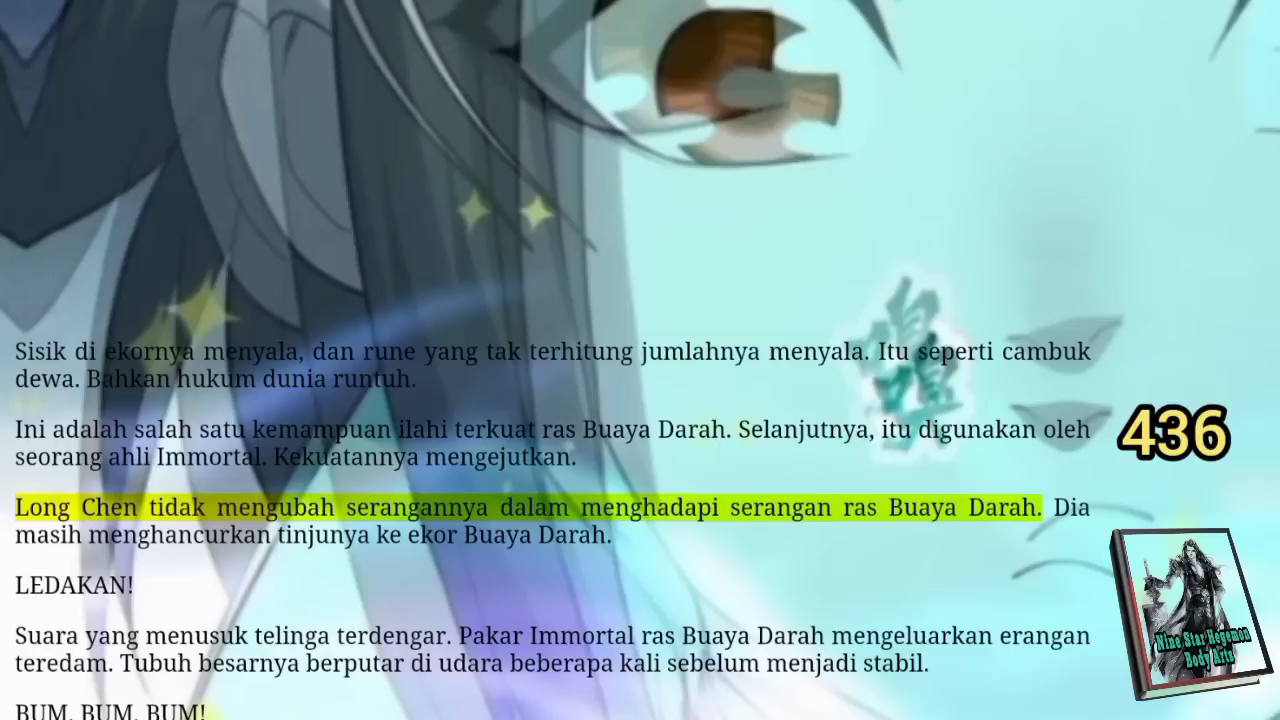 Sisik di ekornya menyala, dan rune yang tak terhitung jumlahnya menyala. Itu seperti cambuk
dewa. Bahkan hukum dunia runtuh.
Ini adalah salah satu kemampuan ilahi terkuat ras Buaya Darah. Selanjutnya, itu digunakan oleh
seorang ahli Immortal. Kekuatannya mengejutkan.
Long Chen tidak mengubah serangannya dalam menghadapi serangan ras Buaya Darah. Dia
masih menghancurkan tinjunya ke ekor Buaya Darah.
LEDAKAN!
Suara yang menusuk telinga terdengar. Pakar Immortal ras Buaya Darah mengeluarkan erangan
teredam. Tubuh besarnya berputar di udara beberapa kali sebelum menjadi stabil.
BUM, BUM, BUM!
436
Nine Star Hegemon
Body Arts